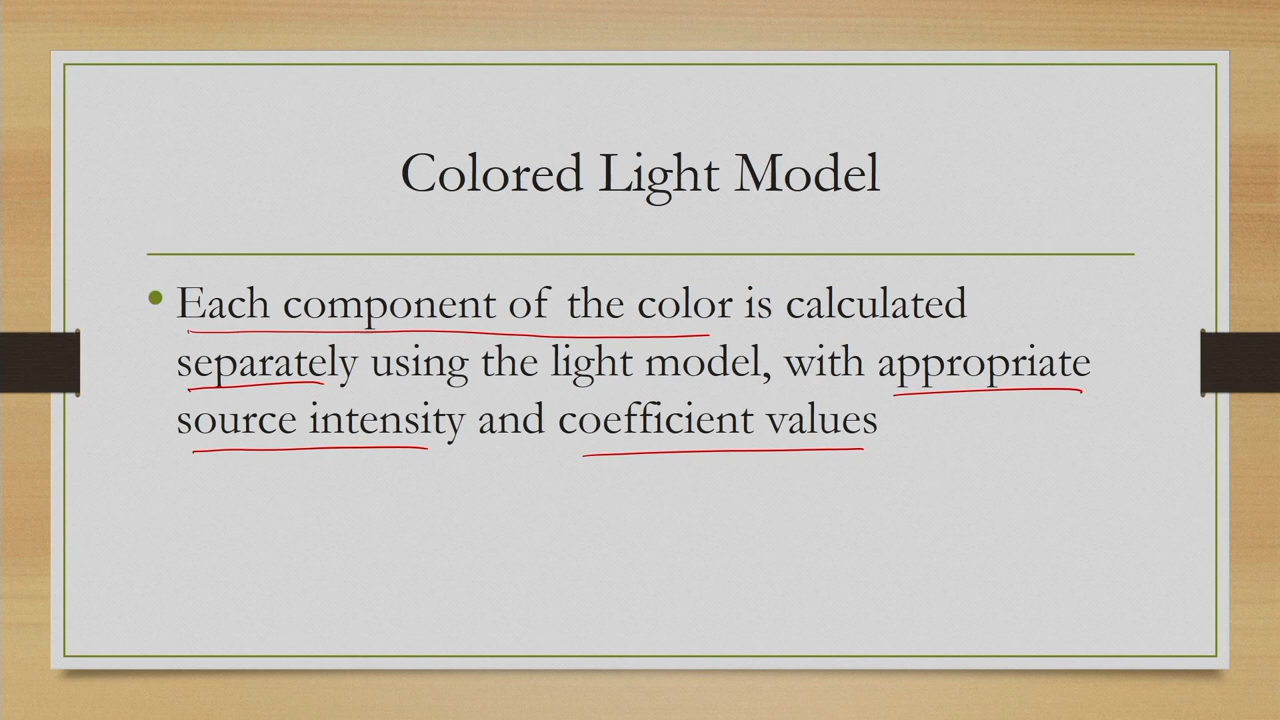 Colored Light Model
• Each component of the color is calculated
separately using the light model, with appropriate
source intensity and coefficient values